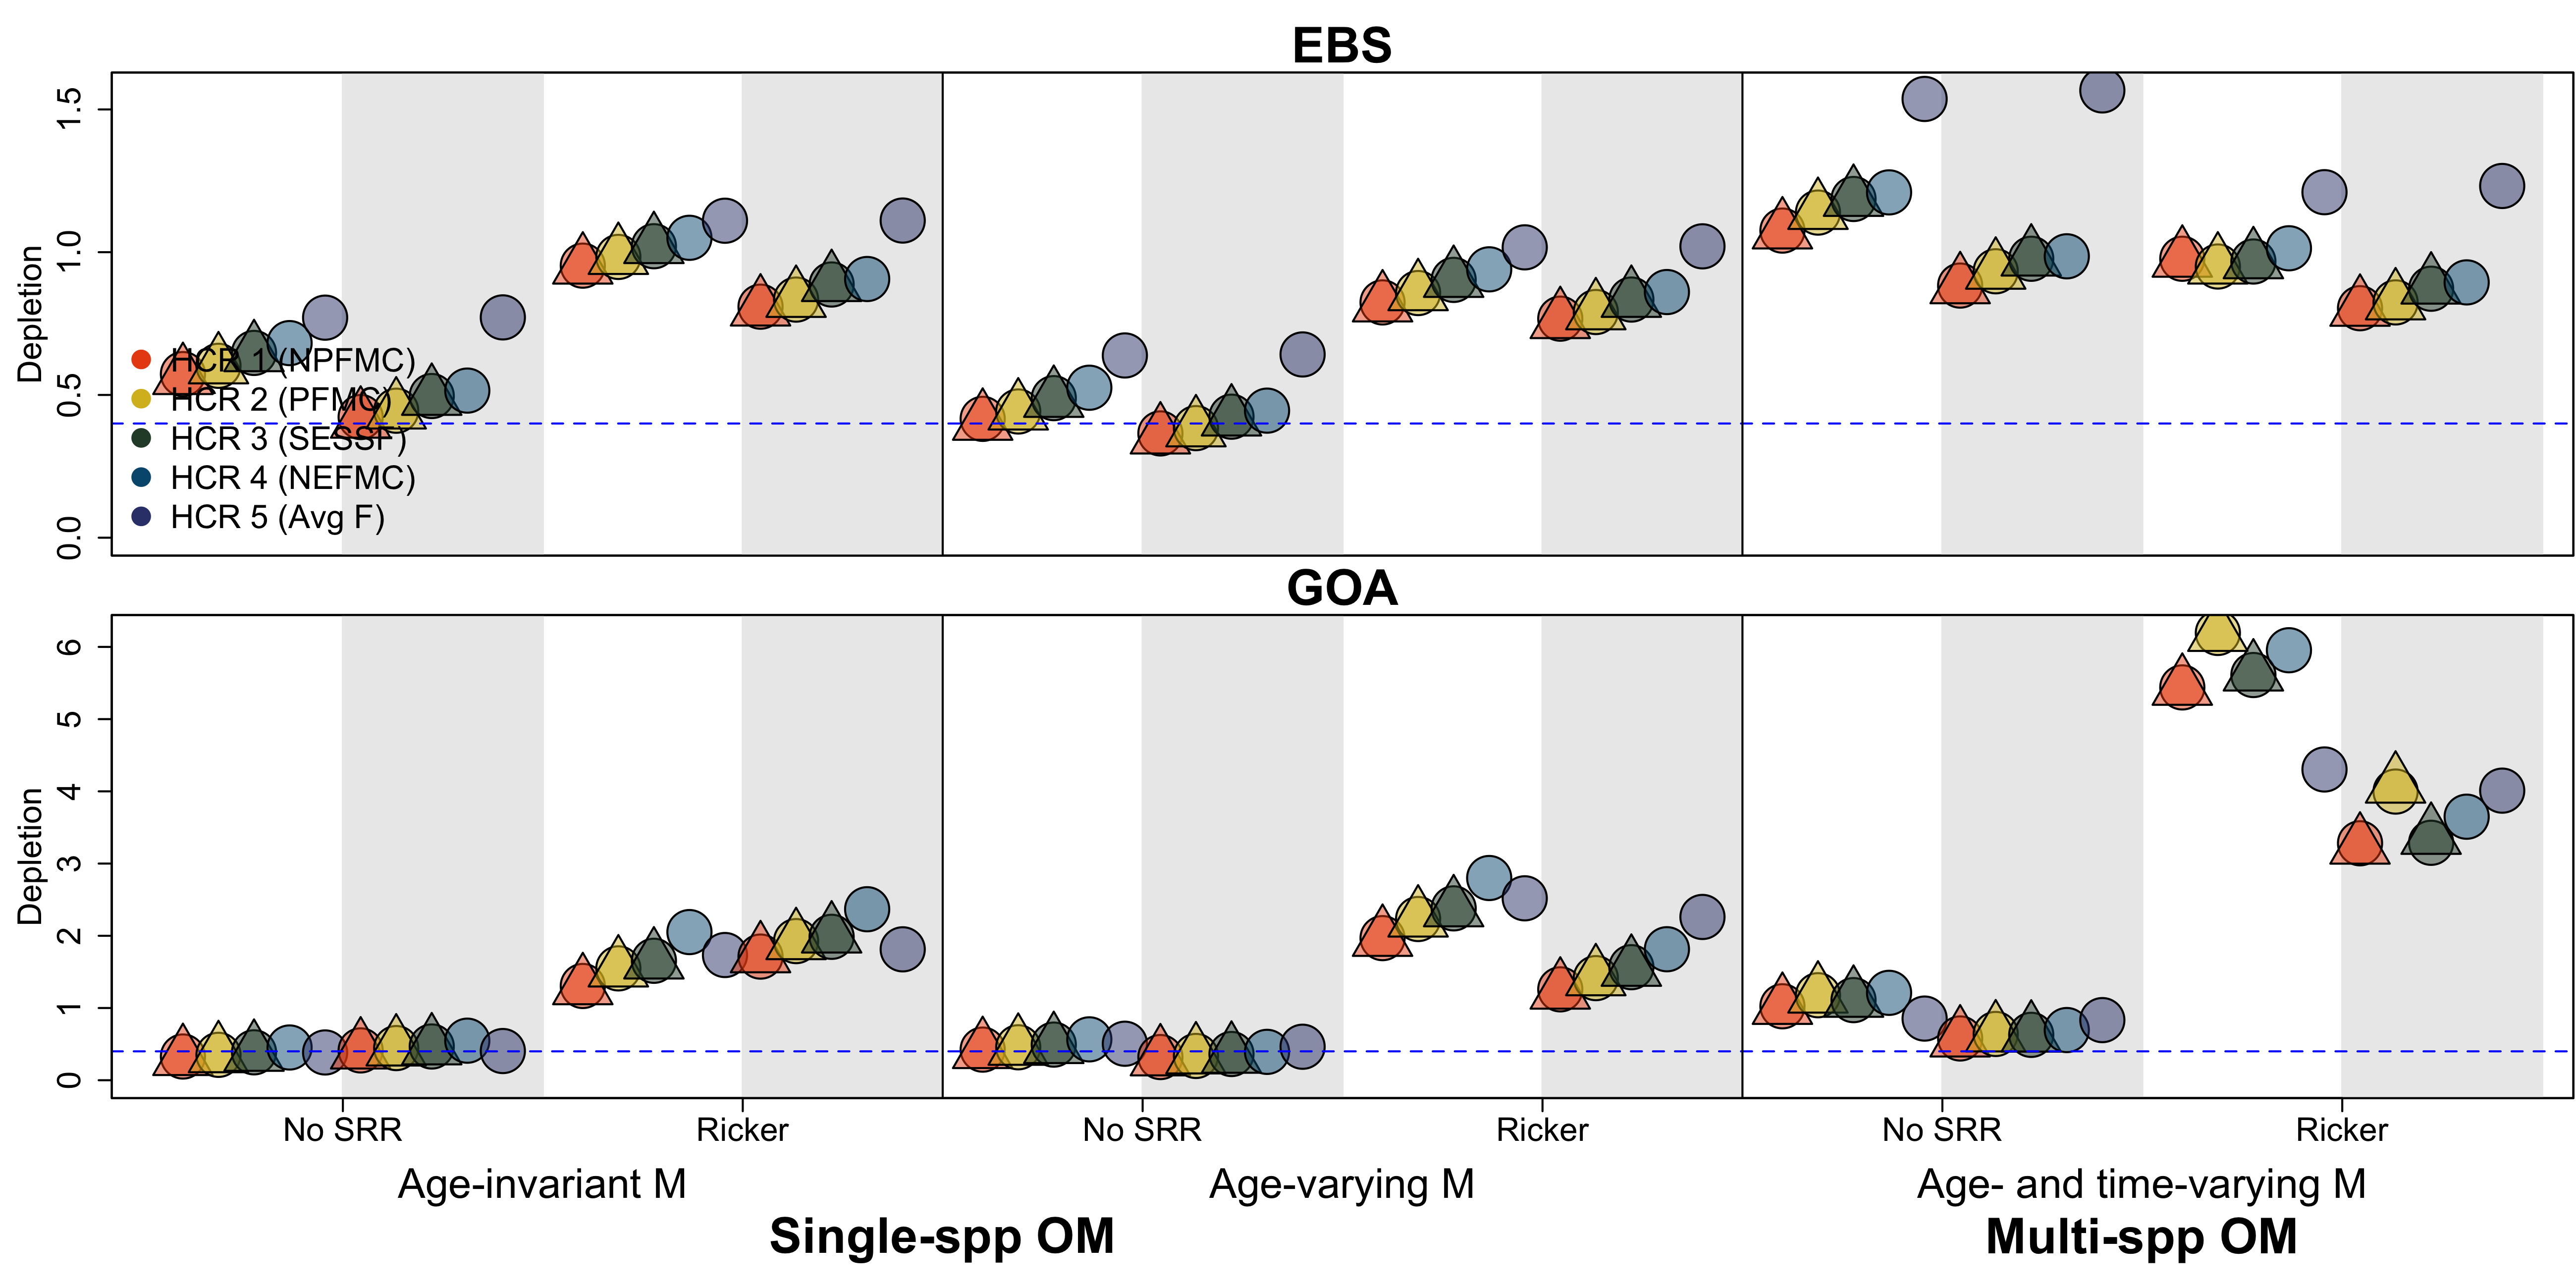 EBS
1.5
1.0
0.5
0.0
Depletion
HCR 1 (NPFMC)
HCR 2 (PFMC)
HCR 3 (SESSF)
HCR 4 (NEFMC)
HCR 5 (Avg F)
GOA
6
5
4
3
2
1
0
Depletion
No SRR Ricker No SRR Ricker No SRR Ricker
Age-invariant M Age-varying M Age- and time-varying M
Single-spp OM Multi-spp OM